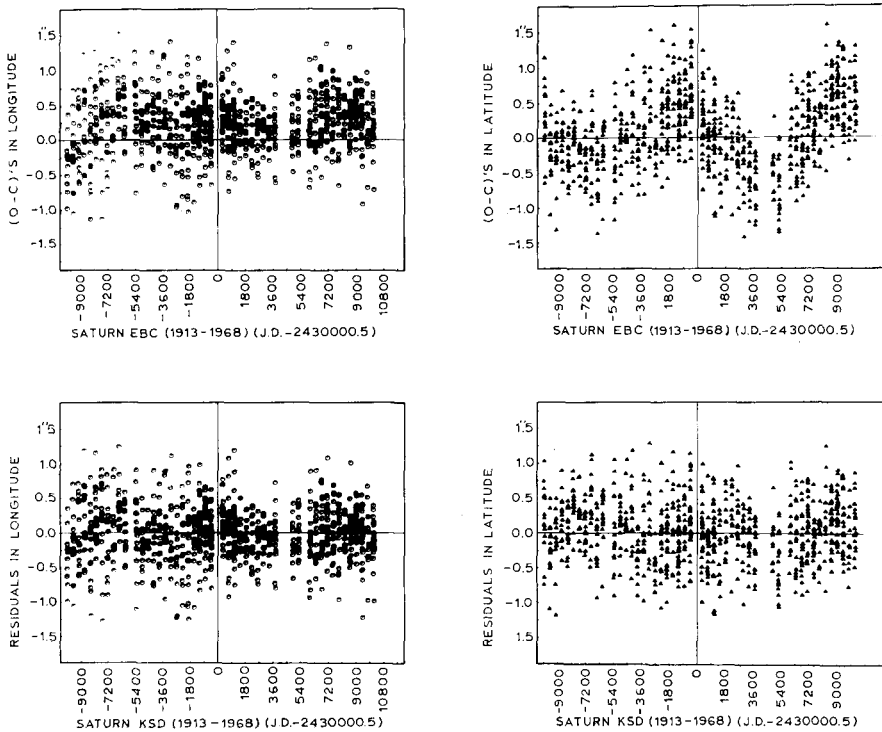 (O-C)'S IN LONGITUDE
1".5
1.0
0.5
0.0
-0.5
-1.0
-1.5
-9000 -7200 -5400 -3600 -1800 0 1800 3600 5400 7200 9000 10800
SATURN EBC (1913-1968) (J.D.-2430000.5)
(O-C)'S IN LATITUDE
1".5
1.0
0.5
0.0
-0.5
-1.0
-1.5
-9000 -7200 -5400 -3600 -1800 0 1800 3600 5400 7200 9000
SATURN EBC (1913-1968) (J.D.-2430000.5)
RESIDUALS IN LONGITUDE
1".5
1.0
0.5
0.0
-0.5
-1.0
1.5
-9000 -7200 -5400 -3600 -1800 0 1800 3600 5400 7200 9000 10800
SATURN KSD (1913-1968) (J.D.-2430000.5)
RESIDUALS IN LATITUDE
1".5
1.0
0.5
0.0
-0.5
-1.0
1.5
-9000 -7200 -5400 -3600 -1800 0 1800 3600 5400 7200 9000
SATURN KSD (1913-1968) (J.D.-2430000.5)